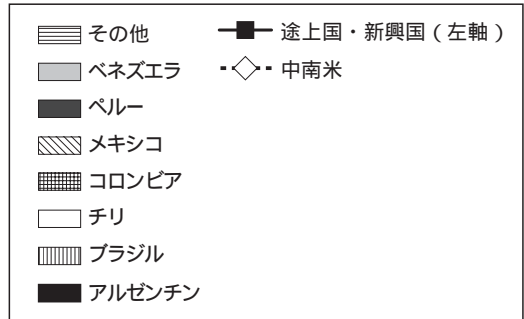 その他
ベネズエラ
ペルー
メキシコ
コロンビア
チリ
ブラジル
アルゼンチン
途上国・新興国(左軸)
中南米